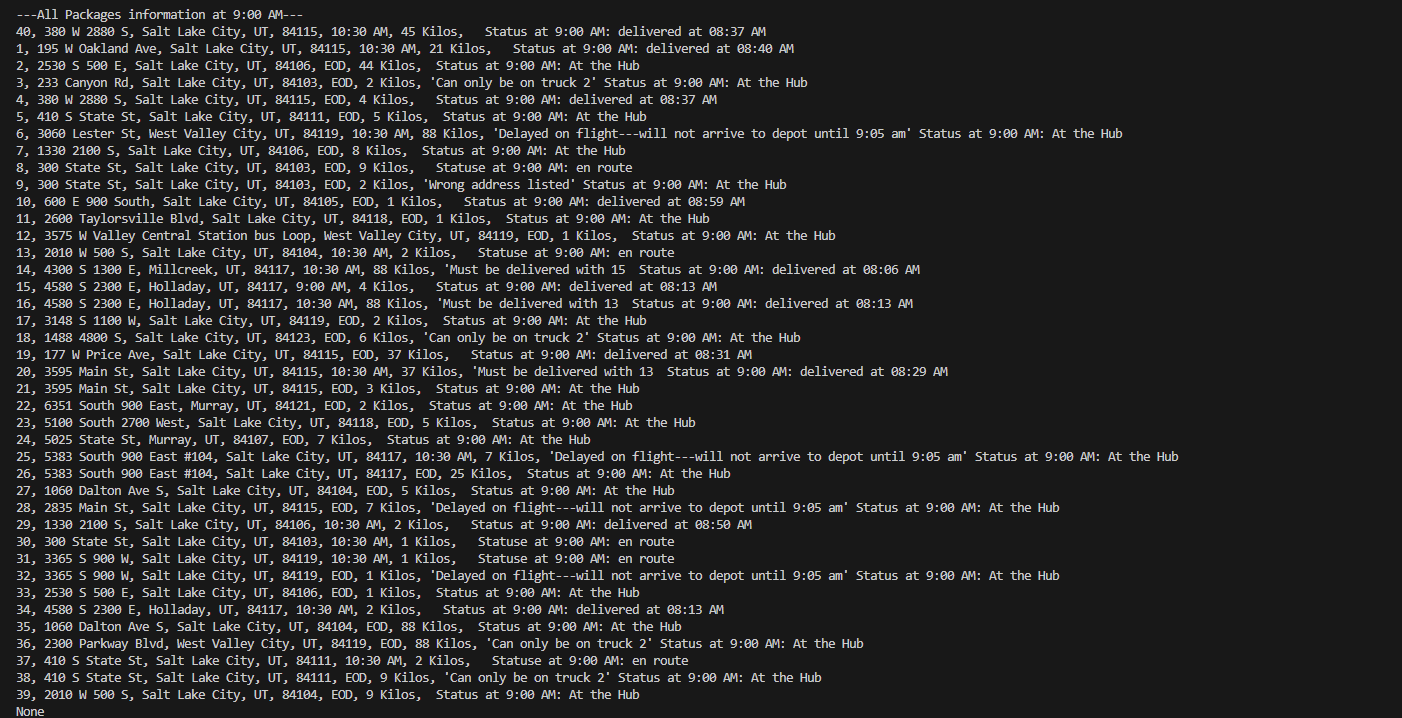 ---All Packages information at 9:00 AM---
40, 380 W 2880 S, Salt Lake City, UT, 84115, 10:30 AM, 45 Kilos,   Status at 9:00 AM: delivered at 08:37 AM
1, 195 W Oakland Ave, Salt Lake City, UT, 84115, 10:30 AM, 21 Kilos,   Status at 9:00 AM: delivered at 08:40 AM
2, 2530 S 500 E, Salt Lake City, UT, 84106, EOD, 44 Kilos,  Status at 9:00 AM: At the Hub
3, 233 Canyon Rd, Salt Lake City, UT, 84103, EOD, 2 Kilos, 'Can only be on truck 2' Status at 9:00 AM: At the Hub
4, 380 W 2880 S, Salt Lake City, UT, 84115, EOD, 4 Kilos,   Status at 9:00 AM: delivered at 08:37 AM
5, 410 S State St, Salt Lake City, UT, 84111, EOD, 5 Kilos,  Status at 9:00 AM: At the Hub
6, 3060 Lester St, West Valley City, UT, 84119, 10:30 AM, 88 Kilos, 'Delayed on flight---will not arrive to depot until 9:05 am' Status at 9:00 AM: At the Hub
7, 1330 2100 S, Salt Lake City, UT, 84106, EOD, 8 Kilos,  Status at 9:00 AM: At the Hub
8, 300 State St, Salt Lake City, UT, 84103, EOD, 9 Kilos,   Statuse at 9:00 AM: en route
9, 300 State St, Salt Lake City, UT, 84103, EOD, 2 Kilos, 'Wrong address listed' Status at 9:00 AM: At the Hub
10, 600 E 900 South, Salt Lake City, UT, 84105, EOD, 1 Kilos,   Status at 9:00 AM: delivered at 08:59 AM
11, 2600 Taylorsville Blvd, Salt Lake City, UT, 84118, EOD, 1 Kilos,  Status at 9:00 AM: At the Hub
12, 3575 W Valley Central Station bus Loop, West Valley City, UT, 84119, EOD, 1 Kilos,  Status at 9:00 AM: At the Hub
13, 2010 W 500 S, Salt Lake City, UT, 84104, 10:30 AM, 2 Kilos,   Statuse at 9:00 AM: en route
14, 4300 S 1300 E, Millcreek, UT, 84117, 10:30 AM, 88 Kilos, 'Must be delivered with 15  Status at 9:00 AM: delivered at 08:06 AM
15, 4580 S 2300 E, Holladay, UT, 84117, 9:00 AM, 4 Kilos,   Status at 9:00 AM: delivered at 08:13 AM
16, 4580 S 2300 E, Holladay, UT, 84117, 10:30 AM, 88 Kilos, 'Must be delivered with 13  Status at 9:00 AM: delivered at 08:13 AM
17, 3148 S 1100 W, Salt Lake City, UT, 84119, EOD, 2 Kilos,  Status at 9:00 AM: At the Hub
18, 1488 4800 S, Salt Lake City, UT, 84123, EOD, 6 Kilos, 'Can only be on truck 2' Status at 9:00 AM: At the Hub
19, 177 W Price Ave, Salt Lake City, UT, 84115, EOD, 37 Kilos,   Status at 9:00 AM: delivered at 08:31 AM
20, 3595 Main St, Salt Lake City, UT, 84115, 10:30 AM, 37 Kilos, 'Must be delivered with 13  Status at 9:00 AM: delivered at 08:29 AM
21, 3595 Main St, Salt Lake City, UT, 84115, EOD, 3 Kilos,  Status at 9:00 AM: At the Hub
22, 6351 South 900 East, Murray, UT, 84121, EOD, 2 Kilos,  Status at 9:00 AM: At the Hub
23, 5100 South 2700 West, Salt Lake City, UT, 84118, EOD, 5 Kilos,  Status at 9:00 AM: At the Hub
24, 5025 State St, Murray, UT, 84107, EOD, 7 Kilos,  Status at 9:00 AM: At the Hub
25, 5383 South 900 East #104, Salt Lake City, UT, 84117, 10:30 AM, 7 Kilos, 'Delayed on flight---will not arrive to depot until 9:05 am' Status at 9:00 AM: At the Hub
26, 5383 South 900 East #104, Salt Lake City, UT, 84117, EOD, 25 Kilos,  Status at 9:00 AM: At the Hub
27, 1060 Dalton Ave S, Salt Lake City, UT, 84104, EOD, 5 Kilos,  Status at 9:00 AM: At the Hub
28, 2835 Main St, Salt Lake City, UT, 84115, EOD, 7 Kilos, 'Delayed on flight---will not arrive to depot until 9:05 am' Status at 9:00 AM: At the Hub
29, 1330 2100 S, Salt Lake City, UT, 84106, 10:30 AM, 2 Kilos,   Status at 9:00 AM: delivered at 08:50 AM
30, 300 State St, Salt Lake City, UT, 84103, 10:30 AM, 1 Kilos,   Statuse at 9:00 AM: en route
31, 3365 S 900 W, Salt Lake City, UT, 84119, 10:30 AM, 1 Kilos,   Statuse at 9:00 AM: en route
32, 3365 S 900 W, Salt Lake City, UT, 84119, EOD, 1 Kilos, 'Delayed on flight---will not arrive to depot until 9:05 am' Status at 9:00 AM: At the Hub
33, 2530 S 500 E, Salt Lake City, UT, 84106, EOD, 1 Kilos,  Status at 9:00 AM: At the Hub
34, 4580 S 2300 E, Holladay, UT, 84117, 10:30 AM, 2 Kilos,   Status at 9:00 AM: delivered at 08:13 AM
35, 1060 Dalton Ave S, Salt Lake City, UT, 84104, EOD, 88 Kilos,  Status at 9:00 AM: At the Hub
36, 2300 Parkway Blvd, West Valley City, UT, 84119, EOD, 88 Kilos, 'Can only be on truck 2' Status at 9:00 AM: At the Hub
37, 410 S State St, Salt Lake City, UT, 84111, 10:30 AM, 2 Kilos,   Statuse at 9:00 AM: en route
38, 410 S State St, Salt Lake City, UT, 84111, EOD, 9 Kilos, 'Can only be on truck 2' Status at 9:00 AM: At the Hub
39, 2010 W 500 S, Salt Lake City, UT, 84104, EOD, 9 Kilos,  Status at 9:00 AM: At the Hub
None